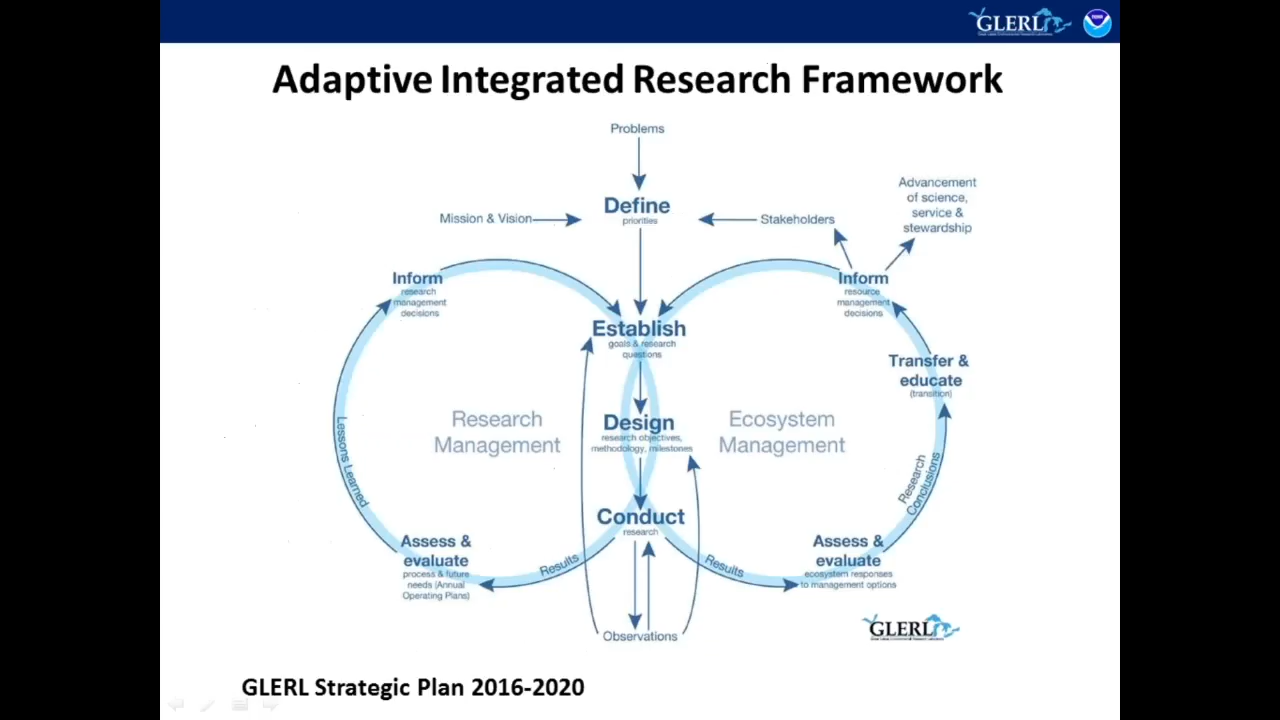 GLERL
Adaptive Integrated Research Framework
Problems
Advancement
of science,
service &
stewardship
Define
priorities
Mission & Vision
Stakeholders
Inform
research
management
decisions
Inform
resource
management
decisions
Establish
goals & research
questions
Transfer &
educate
(transition)
Research
Management
Design
research objectives,
methodology, milestones
Ecosystem
Management
Lessons Learned
Research
Conclusions
Conduct
research
Assess &
evaluate
process & future
needs (Annual
Operating Plans)
Results
Results
Assess &
evaluate
ecosystem responses
to management options
Observations
GLERL
GLERL Strategic Plan 2016-2020